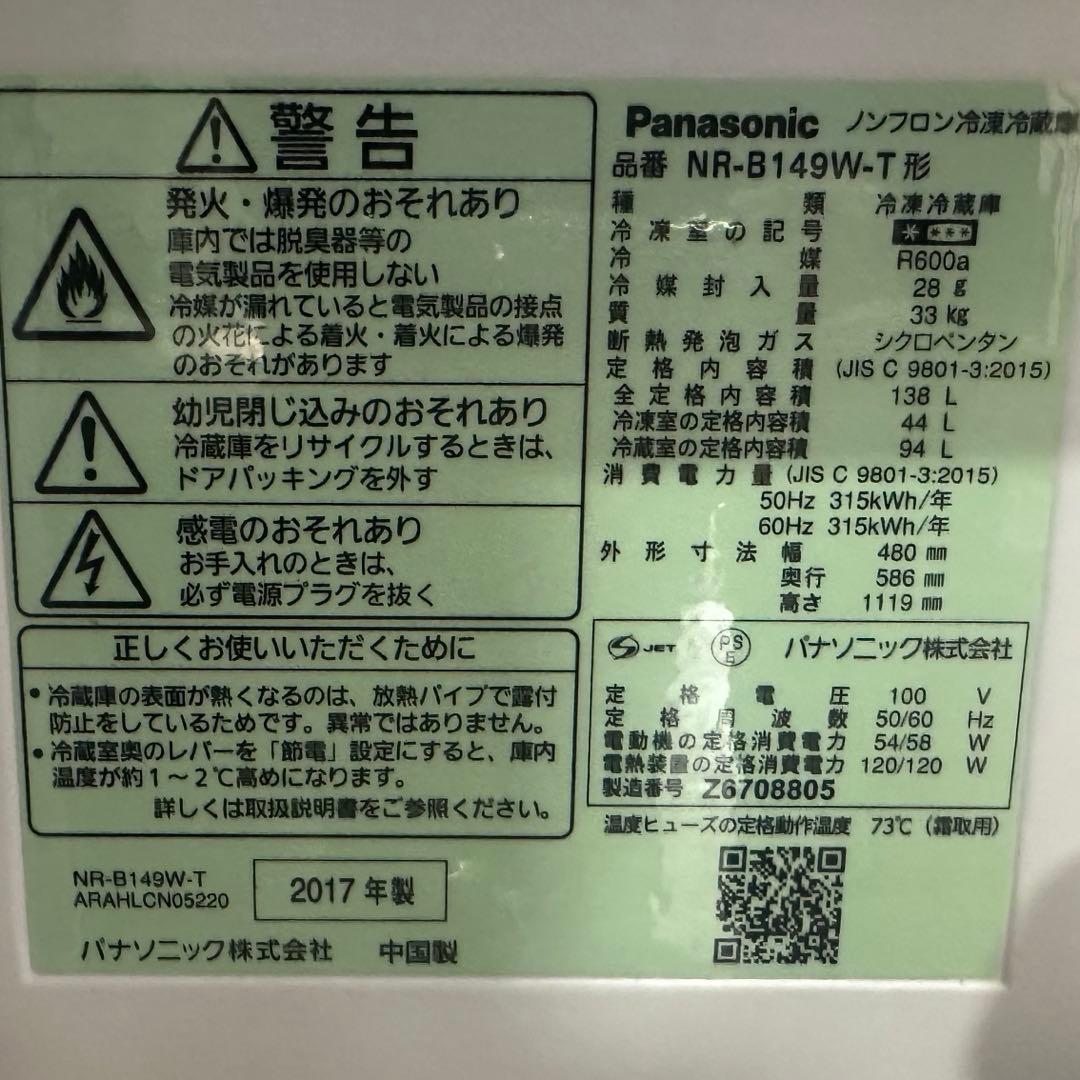 警告
発火・爆発のおそれあり
庫内では脱臭器等の
電気製品を使用しない
冷媒が漏れていると電気製品の接点
の火花による着火・着火による爆発
のおそれがあります
幼児閉じ込みのおそれあり
冷蔵庫をリサイクルするときは、
ドアパッキングを外す
感電のおそれあり
お手入れのときは、
必ず電源プラグを抜く
正しくお使いいただくために
• 冷蔵庫の表面が熱くなるのは、放熱パイプで露付
防止をしているためです。異常ではありません。
• 冷蔵室奥のレバーを「節電」設定にすると、庫内
温度が約1～2℃高めになります。
詳しくは取扱説明書をご参照ください。
NR-B149W-T
ARAHLCN05220
2017年製
パナソニック株式会社 中国製
Panasonic ノンフロン冷凍冷蔵庫
品番 NR-B149W-T形
種類 冷凍冷蔵庫
冷凍室の記号 * ***
冷媒 R600a
冷媒封入量 28 g
質量 33 kg
断熱発泡ガス シクロペンタン
定格内容積 (JIS C 9801-3:2015)
全定格内容積 138 L
冷凍室の定格内容積 44 L
冷蔵室の定格内容積 94 L
消費電力量 (JIS C 9801-3:2015)
50Hz 315kWh/年
60Hz 315kWh/年
外形寸法 幅 480 mm
奥行 586 mm
高さ 1119 mm
S JET PS E パナソニック株式会社
定格電圧 100 V
定格周波数 50/60 Hz
電動機の定格消費電力 54/58 W
電熱装置の定格消費電力 120/120 W
製造番号 Z6708805
温度ヒューズの定格動作温度 73℃ (霜取用)